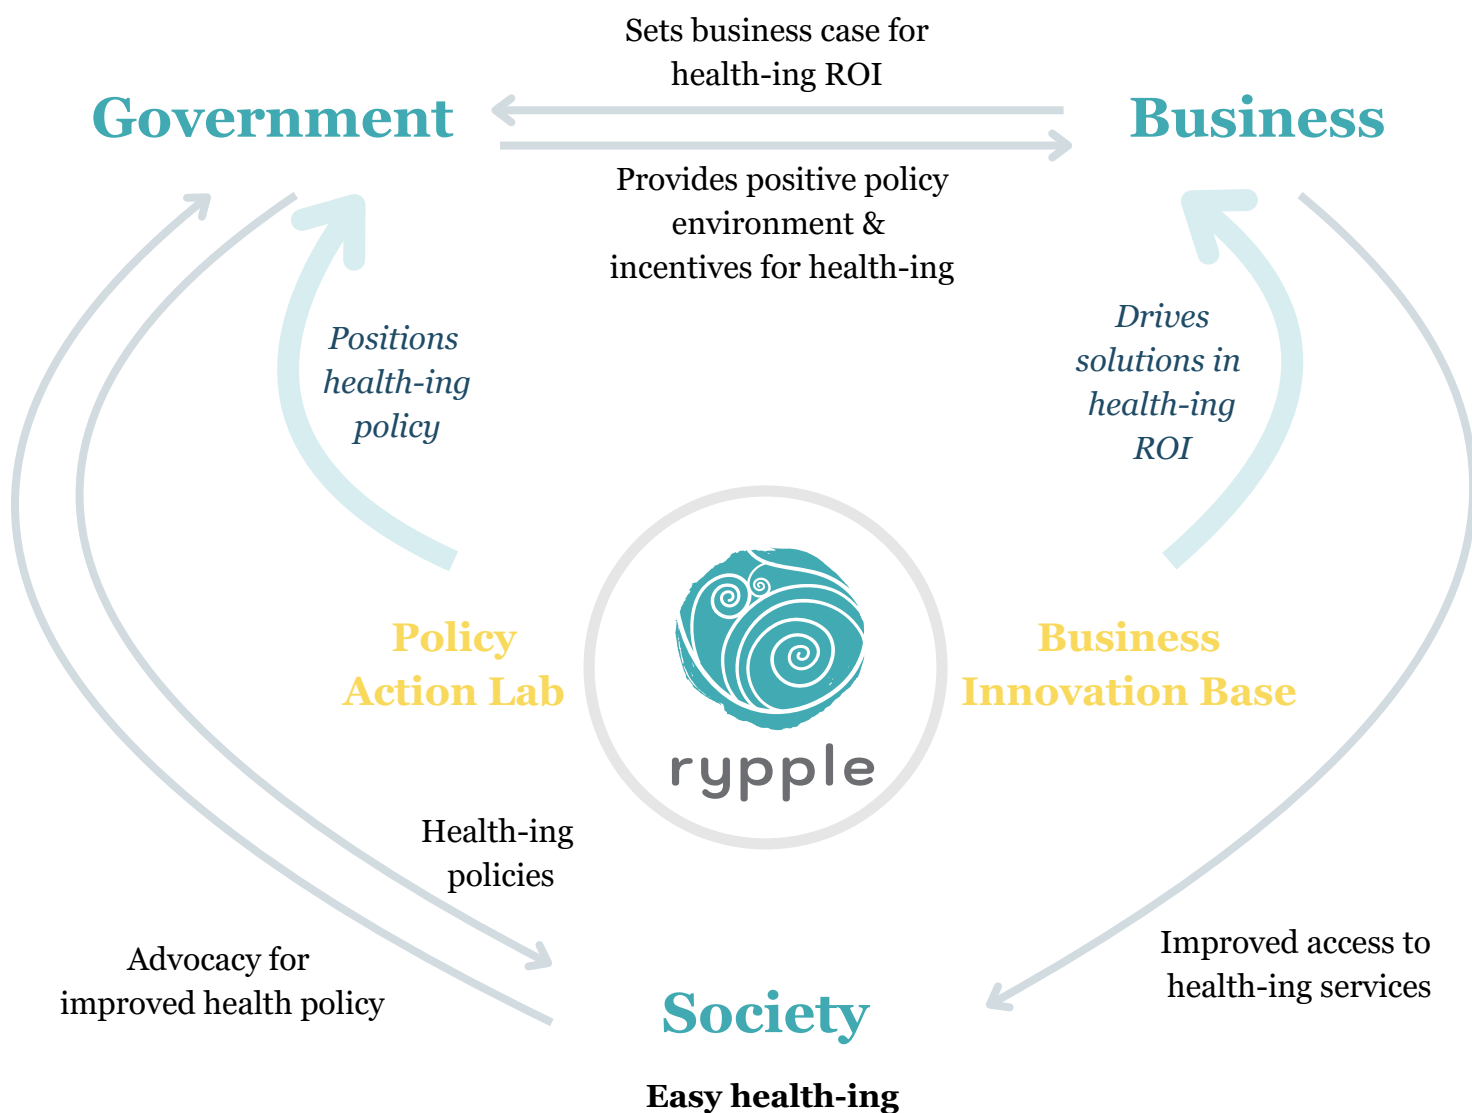 Sets business case for
health-ing ROI
Government
Business
Provides positive policy
environment &
incentives for health-ing
Positions
health-ing
policy
Drives
solutions in
health-ing
ROI
Policy
Action Lab
rypple
Business
Innovation Base
Health-ing
policies
Advocacy for
improved health policy
Improved access to
health-ing services
Society
Easy health-ing